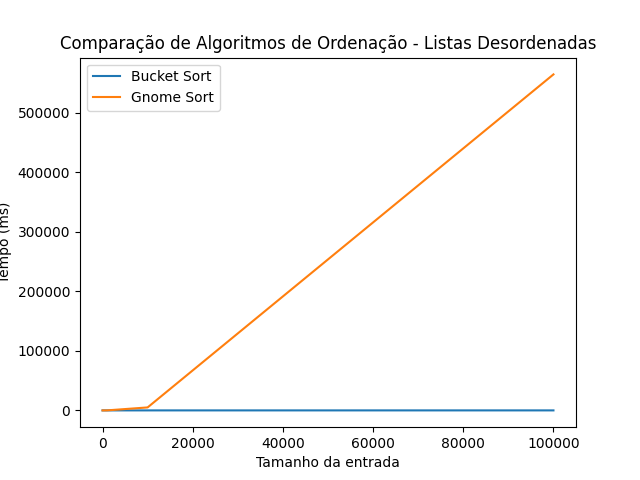 Comparação de Algoritmos de Ordenação - Listas Desordenadas
Bucket Sort
Gnome Sort
500000
400000
300000
200000
100000
0
Tempo (ms)
0 20000 40000 60000 80000 100000
Tamanho da entrada